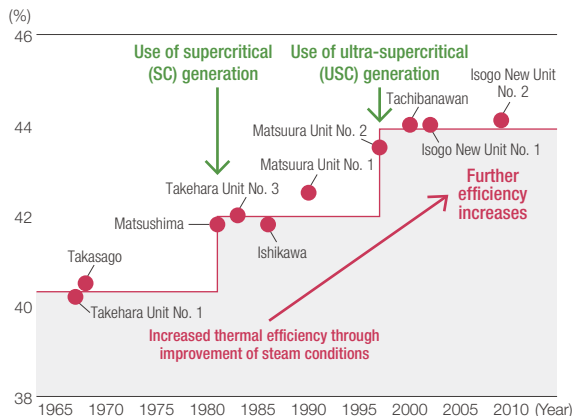 (%)
46
44
42
40
38
Use of supercritical
(SC) generation
Use of ultra-supercritical
(USC) generation
Isogo New Unit
No. 2
Tachibanawan
Matsuura Unit No. 2
Isogo New Unit No. 1
Matsuura Unit No. 1
Takehara Unit No. 3
Further
efficiency
increases
Matsushima
Ishikawa
Takasago
Takehara Unit No. 1
Increased thermal efficiency through
improvement of steam conditions
1965 1970 1975 1980 1985 1990 1995 2000 2005 2010 (Year)